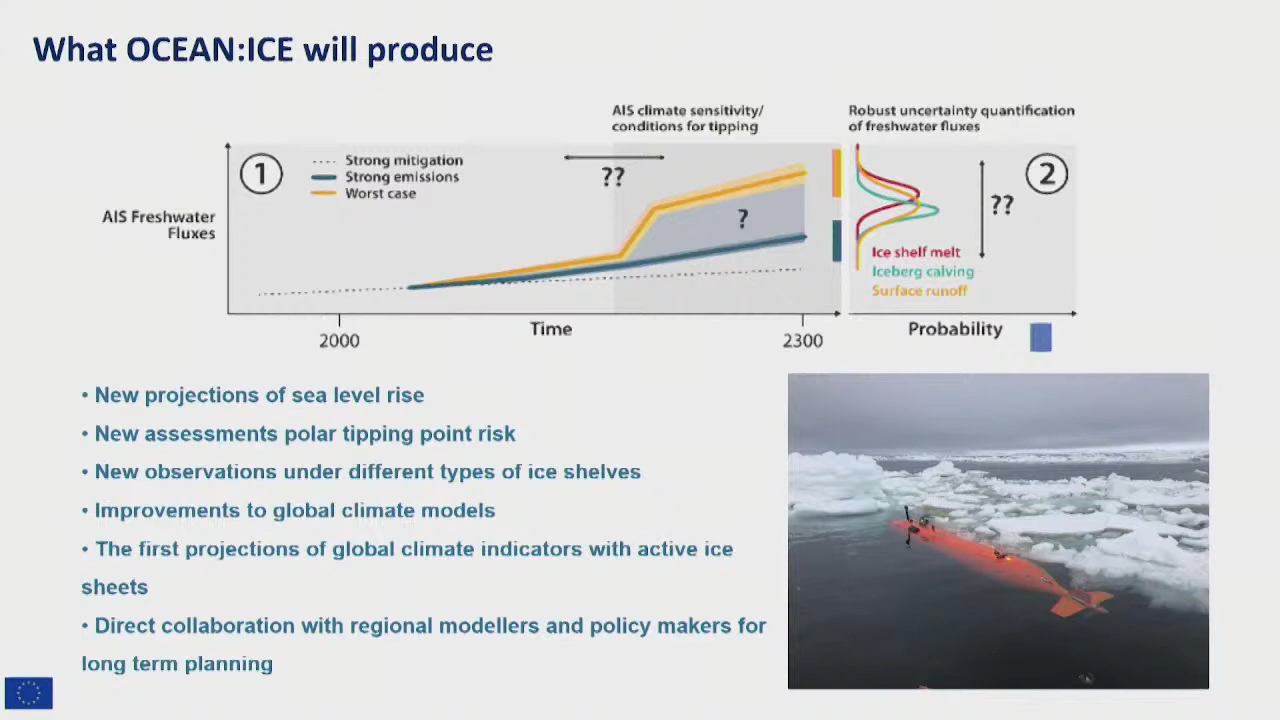 What OCEAN:ICE will produce
AIS climate sensitivity/
conditions for tipping
Robust uncertainty quantification
of freshwater fluxes
1
Strong mitigation
Strong emissions
Worst case
??
?
AIS Freshwater
Fluxes
2
??
Ice shelf melt
Iceberg calving
Surface runoff
Time
Probability
2000
2300
• New projections of sea level rise
• New assessments polar tipping point risk
• New observations under different types of ice shelves
• Improvements to global climate models
• The first projections of global climate indicators with active ice
sheets
• Direct collaboration with regional modellers and policy makers for
long term planning